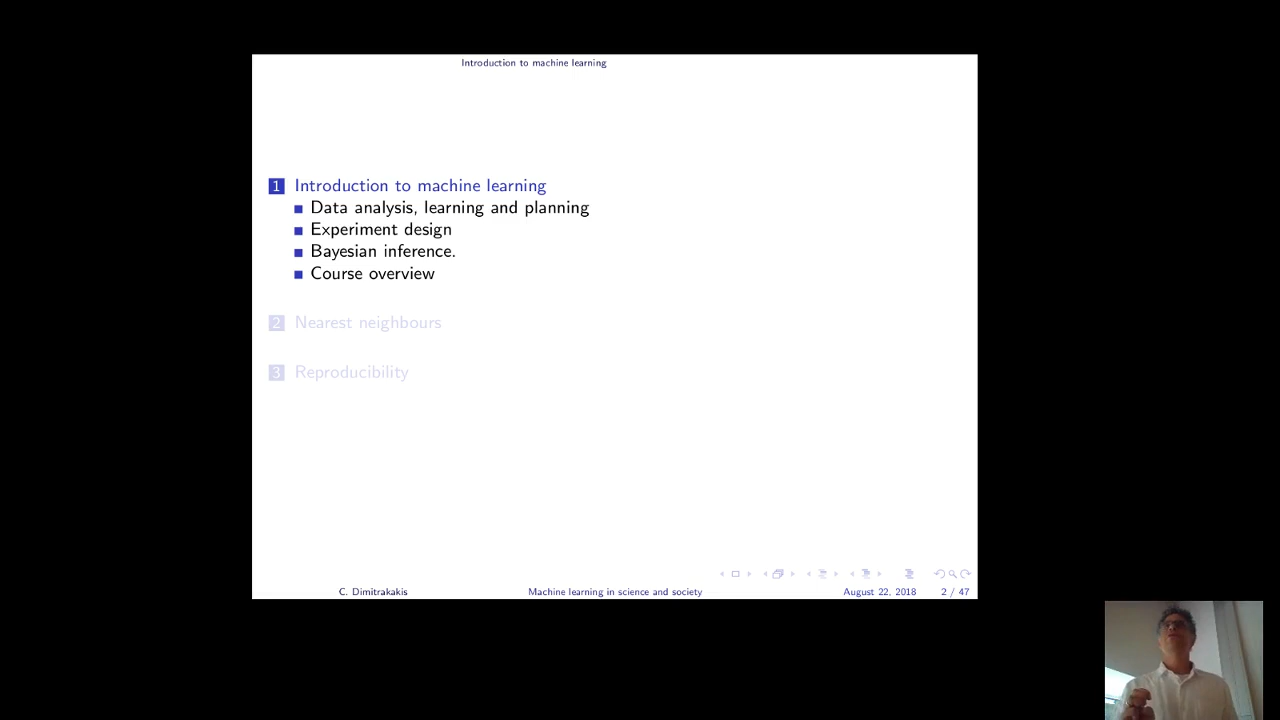 Introduction to machine learning
1 Introduction to machine learning
Data analysis, learning and planning
Experiment design
Bayesian inference.
Course overview
2 Nearest neighbours
3 Reproducibility
C. Dimitrakakis Machine learning in science and society August 22, 2018 2 / 47